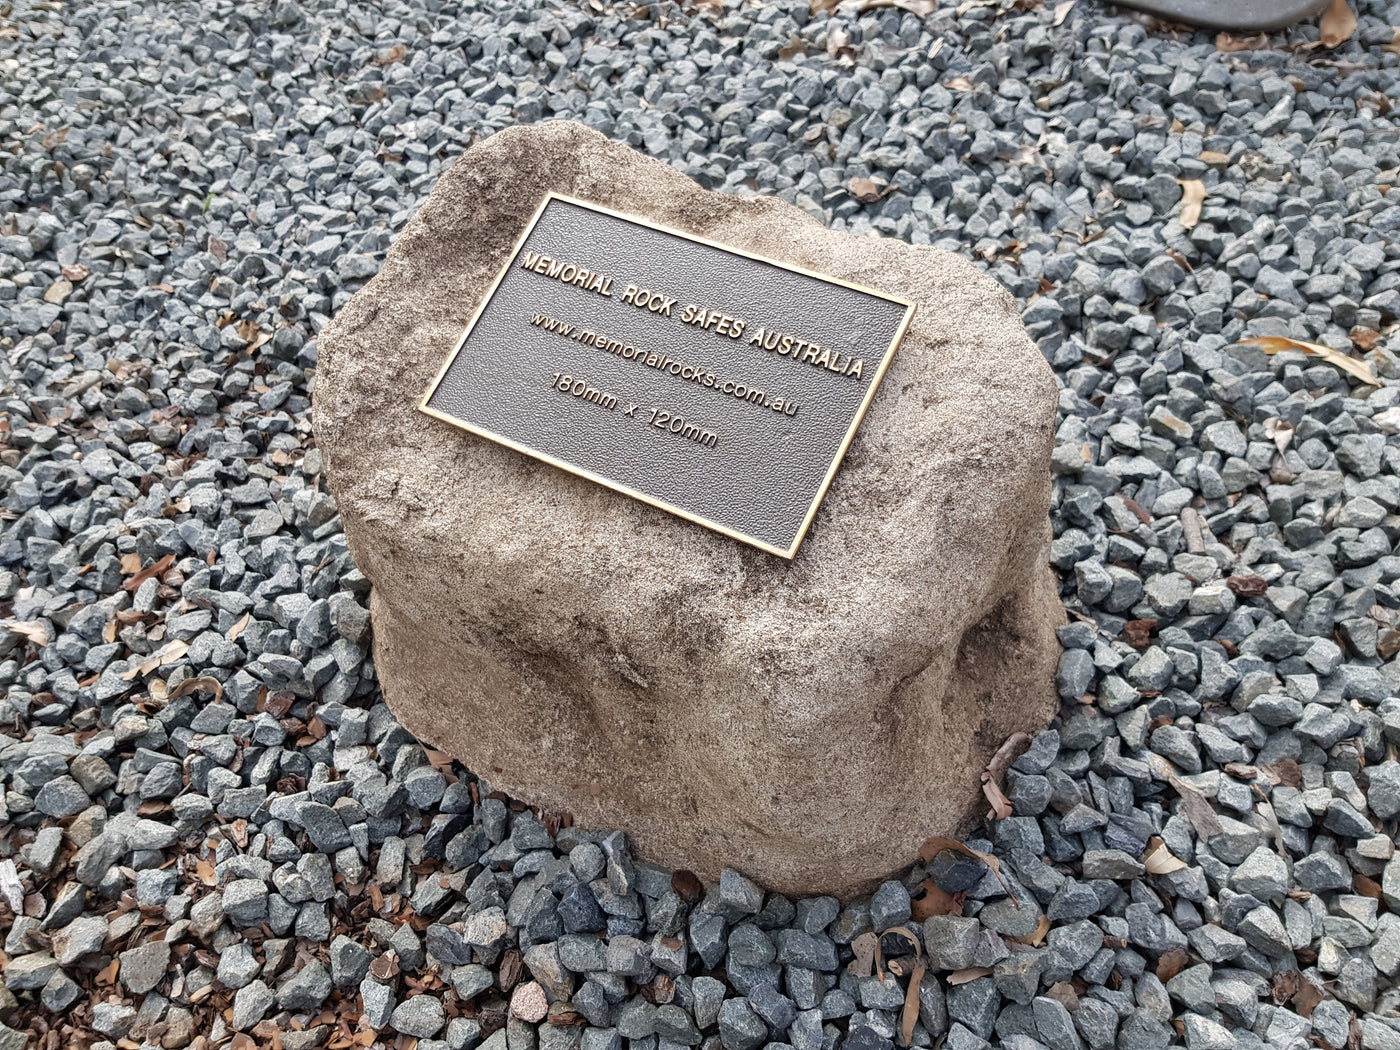 MEMORIAL ROCK SAFES AUSTRALIA
www.memorialrocks.com.au
180mm x 120mm